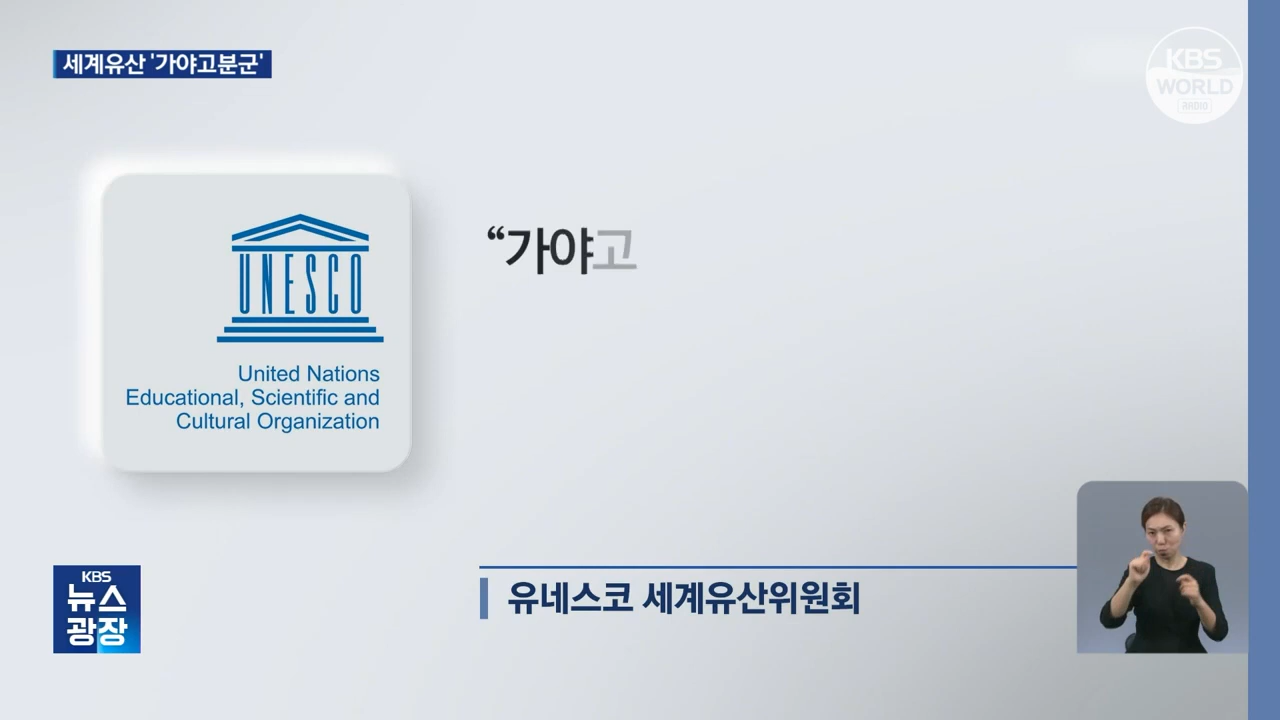 세계유산 '가야고분군'
KBS
WORLD
RADIO
UNESCO
United Nations
Educational, Scientific and
Cultural Organization
“가야고
유네스코 세계유산위원회
KBS
뉴스
광장